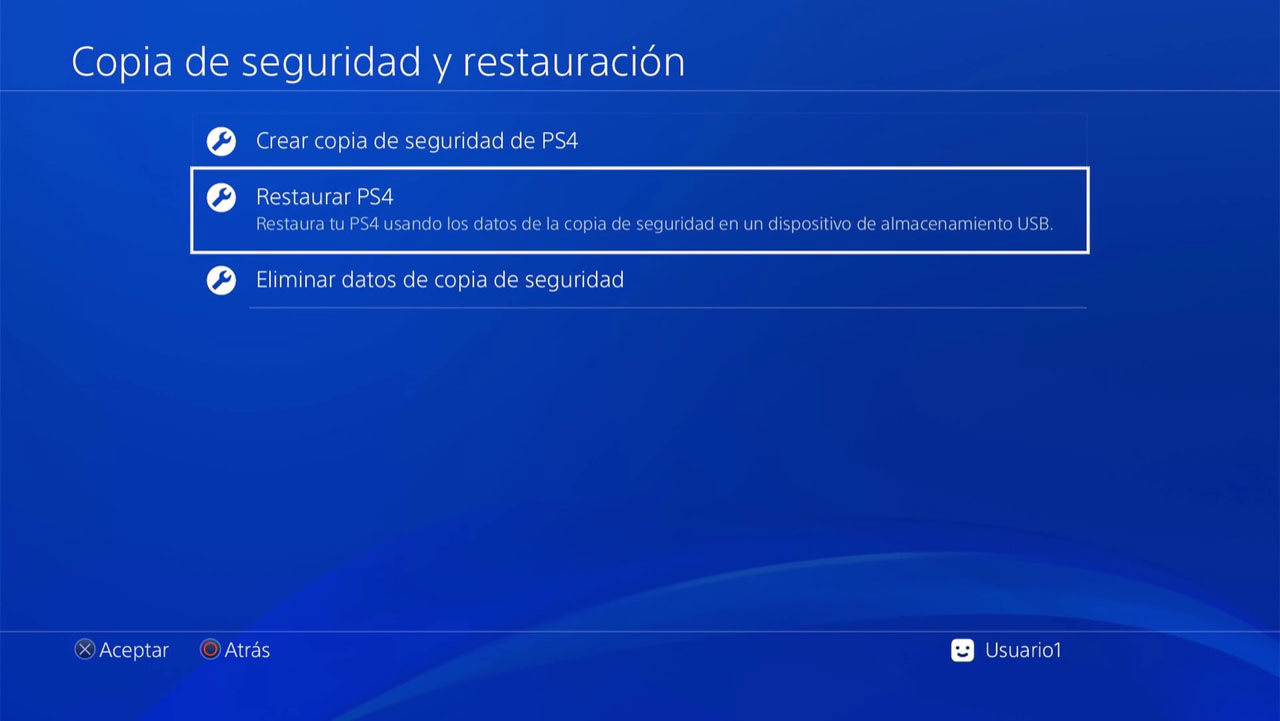 Copia de seguridad y restauración
Crear copia de seguridad de PS4
Restaurar PS4
Restaura tu PS4 usando los datos de la copia de seguridad en un dispositivo de almacenamiento USB.
Eliminar datos de copia de seguridad
Aceptar
Atrás
Usuario1